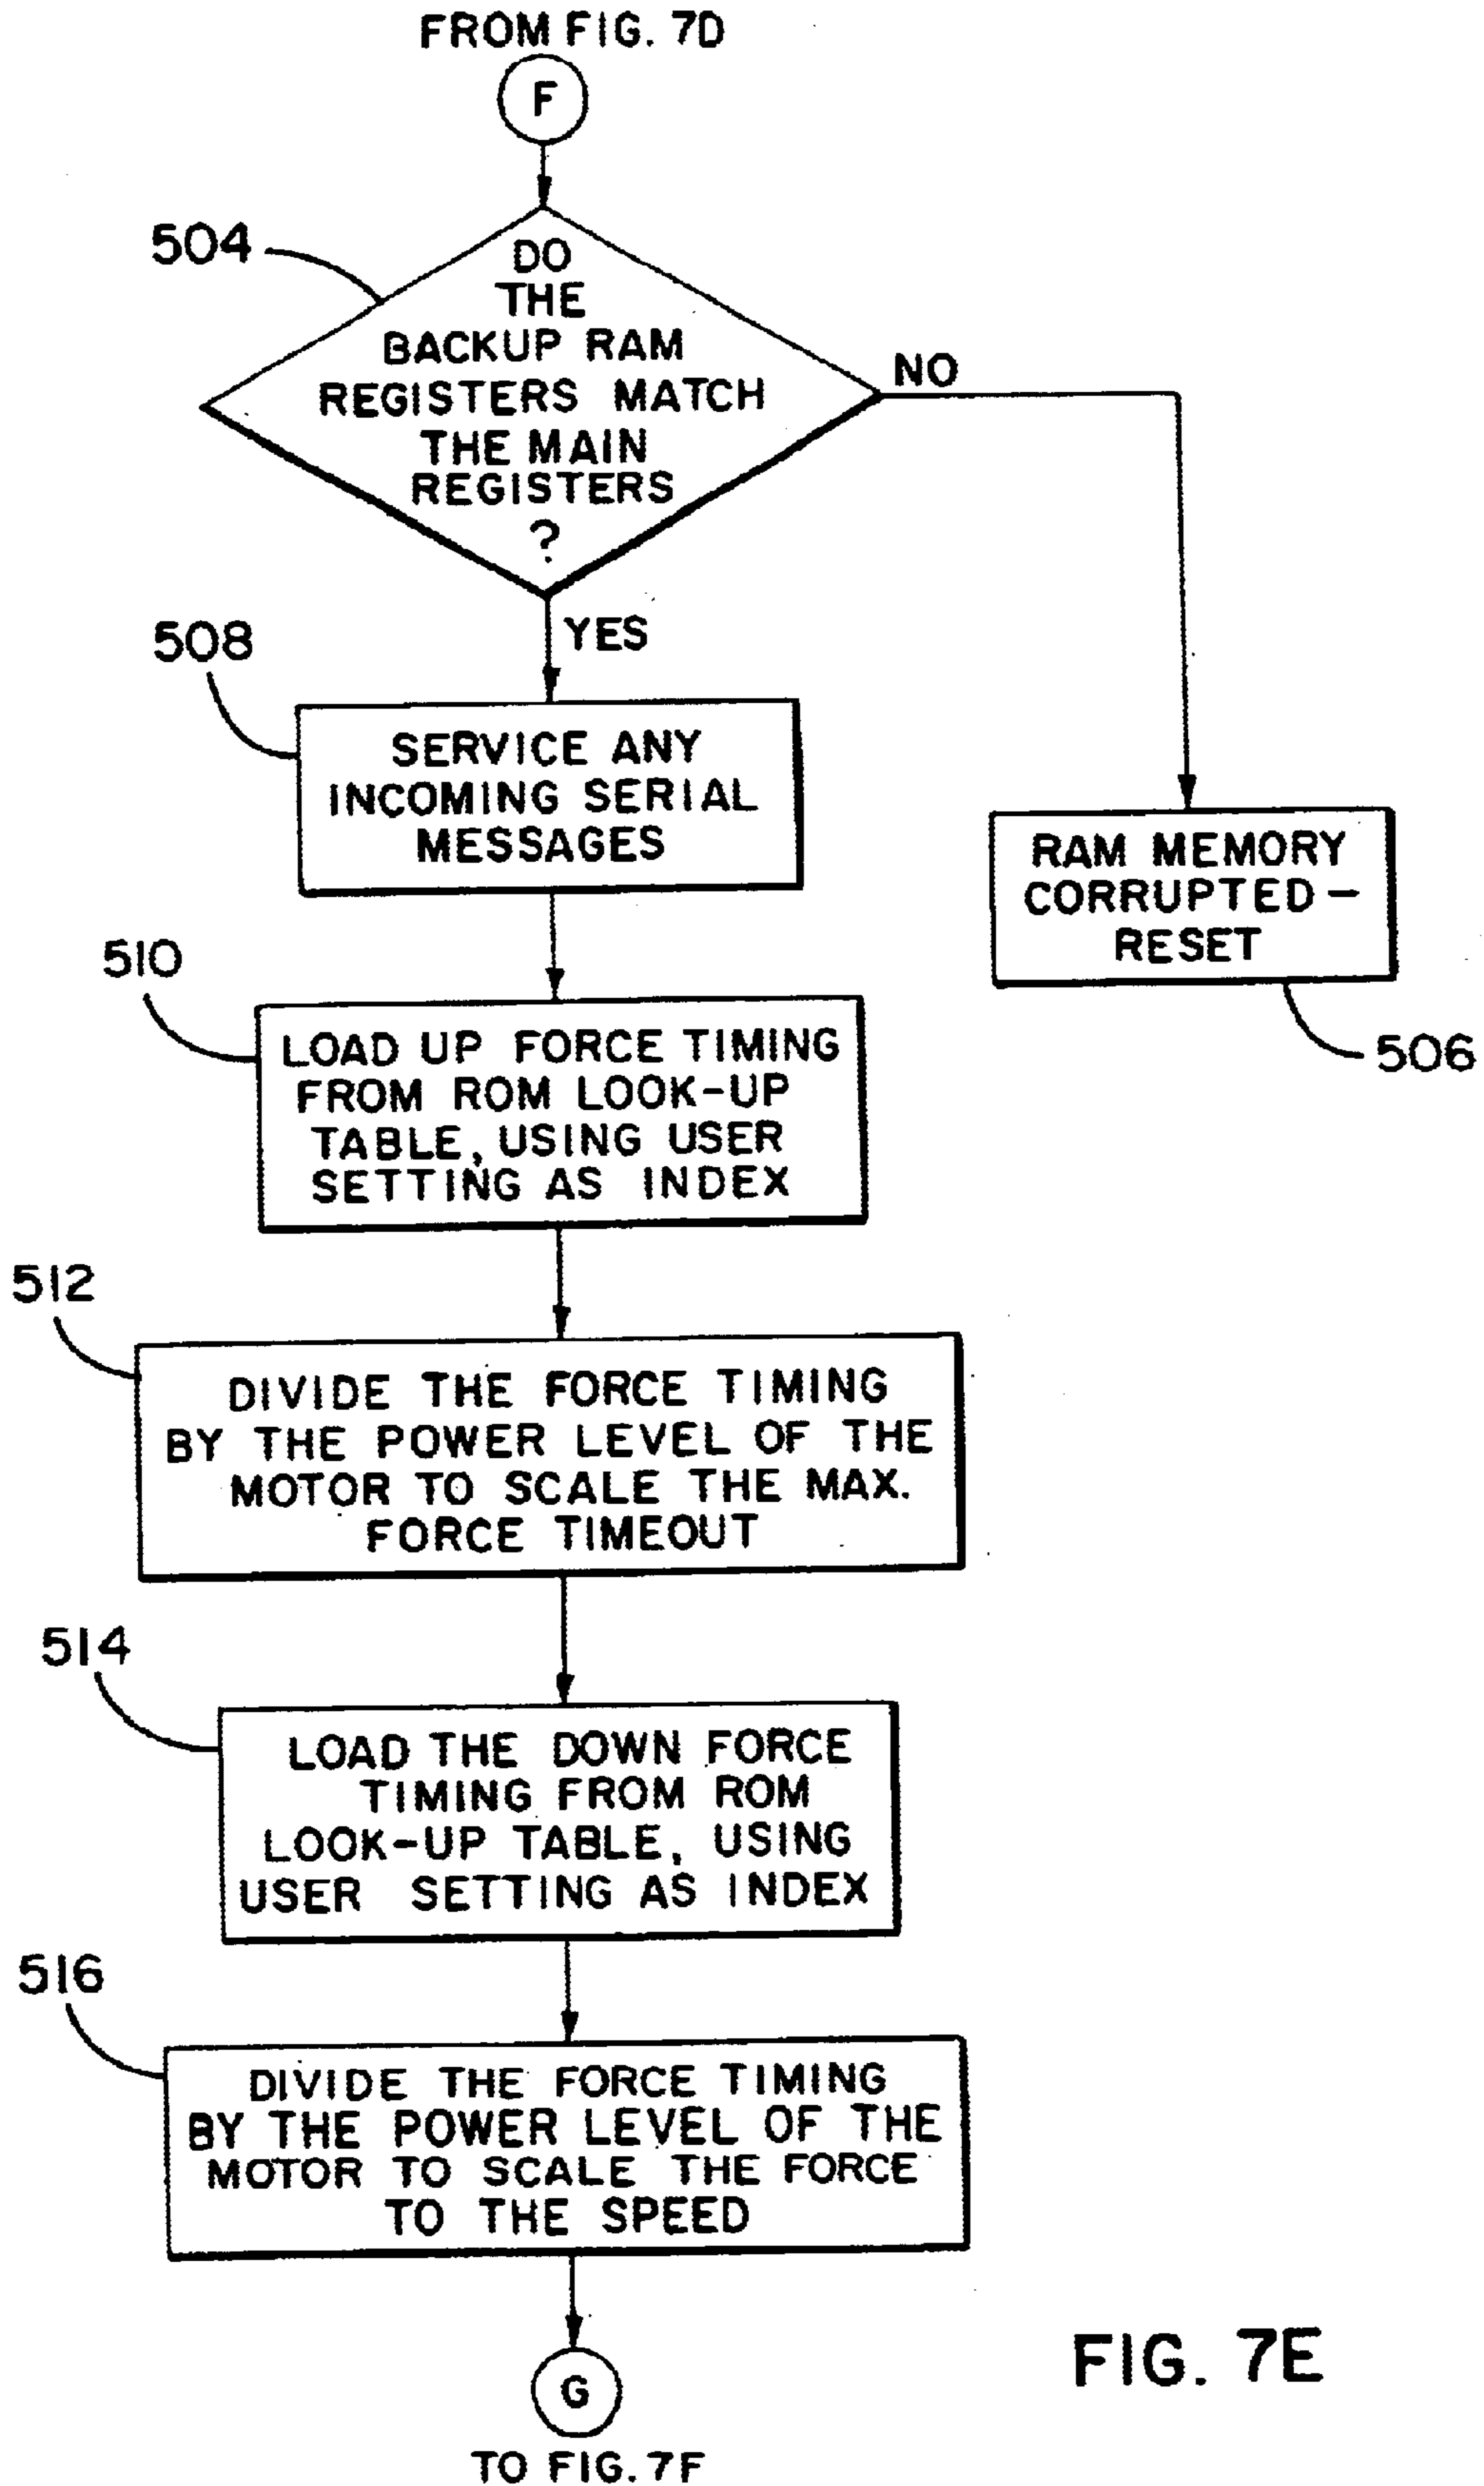 FROM FIG. 7D
F
504
DO
THE
BACKUP RAM
REGISTERS MATCH
THE MAIN
REGISTERS
?
NO
YES
508
SERVICE ANY
INCOMING SERIAL
MESSAGES
RAM MEMORY
CORRUPTED –
RESET
506
510
LOAD UP FORCE TIMING
FROM ROM LOOK-UP
TABLE, USING USER
SETTING AS INDEX
512
DIVIDE THE FORCE TIMING
BY THE POWER LEVEL OF THE
MOTOR TO SCALE THE MAX.
FORCE TIMEOUT
514
LOAD THE DOWN FORCE
TIMING FROM ROM
LOOK-UP TABLE, USING
USER SETTING AS INDEX
516
DIVIDE THE FORCE TIMING
BY THE POWER LEVEL OF THE
MOTOR TO SCALE THE FORCE
TO THE SPEED
G
TO FIG. 7F
FIG. 7E